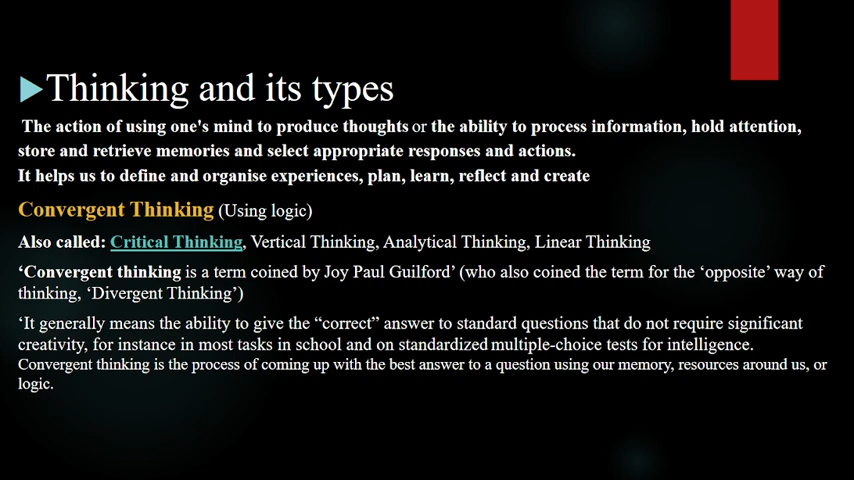 Thinking and its types
The action of using one's mind to produce thoughts or the ability to process information, hold attention,
store and retrieve memories and select appropriate responses and actions.
It helps us to define and organise experiences, plan, learn, reflect and create
Convergent Thinking (Using logic)
Also called: Critical Thinking, Vertical Thinking, Analytical Thinking, Linear Thinking
‘Convergent thinking is a term coined by Joy Paul Guilford’ (who also coined the term for the ‘opposite’ way of
thinking, ‘Divergent Thinking’)
‘It generally means the ability to give the “correct” answer to standard questions that do not require significant
creativity, for instance in most tasks in school and on standardized multiple-choice tests for intelligence.
Convergent thinking is the process of coming up with the best answer to a question using our memory, resources around us, or
logic.